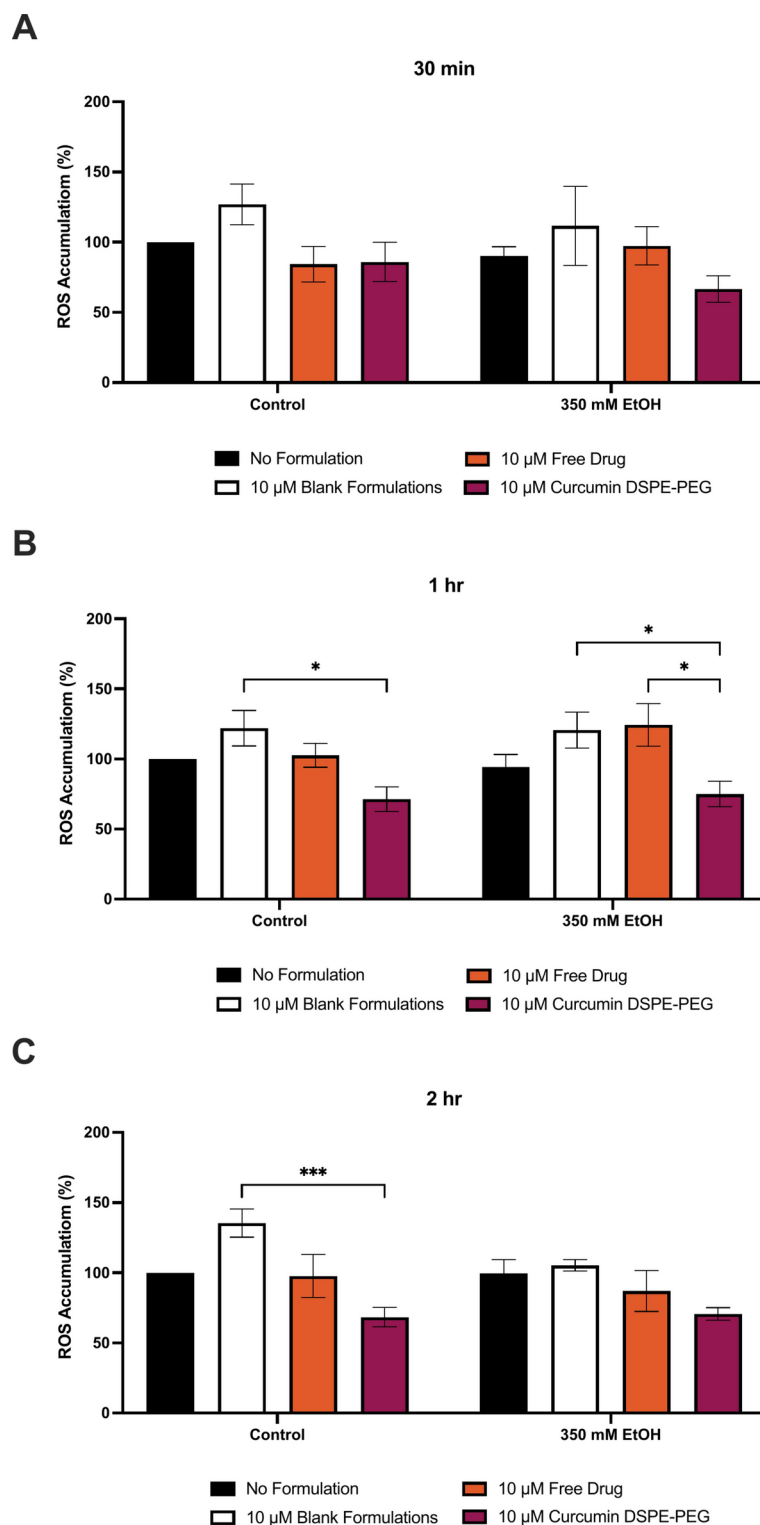 A
30 min
200
150
100
50
0
ROS Accumulatiom (%)
Control 350 mM EtOH
No Formulation 10 µM Free Drug
10 µM Blank Formulations 10 µM Curcumin DSPE-PEG
B
1 hr
200
150
100
50
0
ROS Accumulatiom (%)
* * *
Control 350 mM EtOH
No Formulation 10 µM Free Drug
10 µM Blank Formulations 10 µM Curcumin DSPE-PEG
C
2 hr
200
150
100
50
0
ROS Accumulatiom (%)
***
Control 350 mM EtOH
No Formulation 10 µM Free Drug
10 µM Blank Formulations 10 µM Curcumin DSPE-PEG